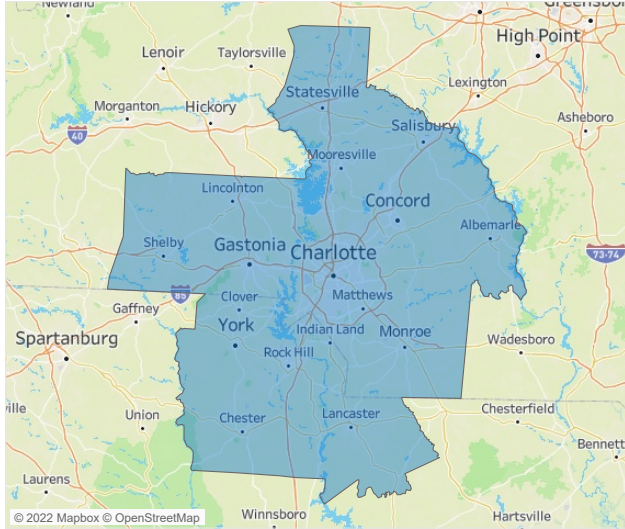 Newland
Greensboro
High Point
Lenoir
Taylorsville
Statesville
Lexington
Morganton
Hickory
40
Salisbury
Asheboro
Mooresville
Lincolnton
Concord
Albemarle
Shelby
Gastonia
Charlotte
73-74
85
Clover
Matthews
Gaffney
York
Indian Land
Monroe
Spartanburg
Rock Hill
Wadesboro
ville
Union
Chester
Lancaster
Chesterfield
Bennett
Laurens
Winnsboro
Hartsville
© 2022 Mapbox © OpenStreetMap